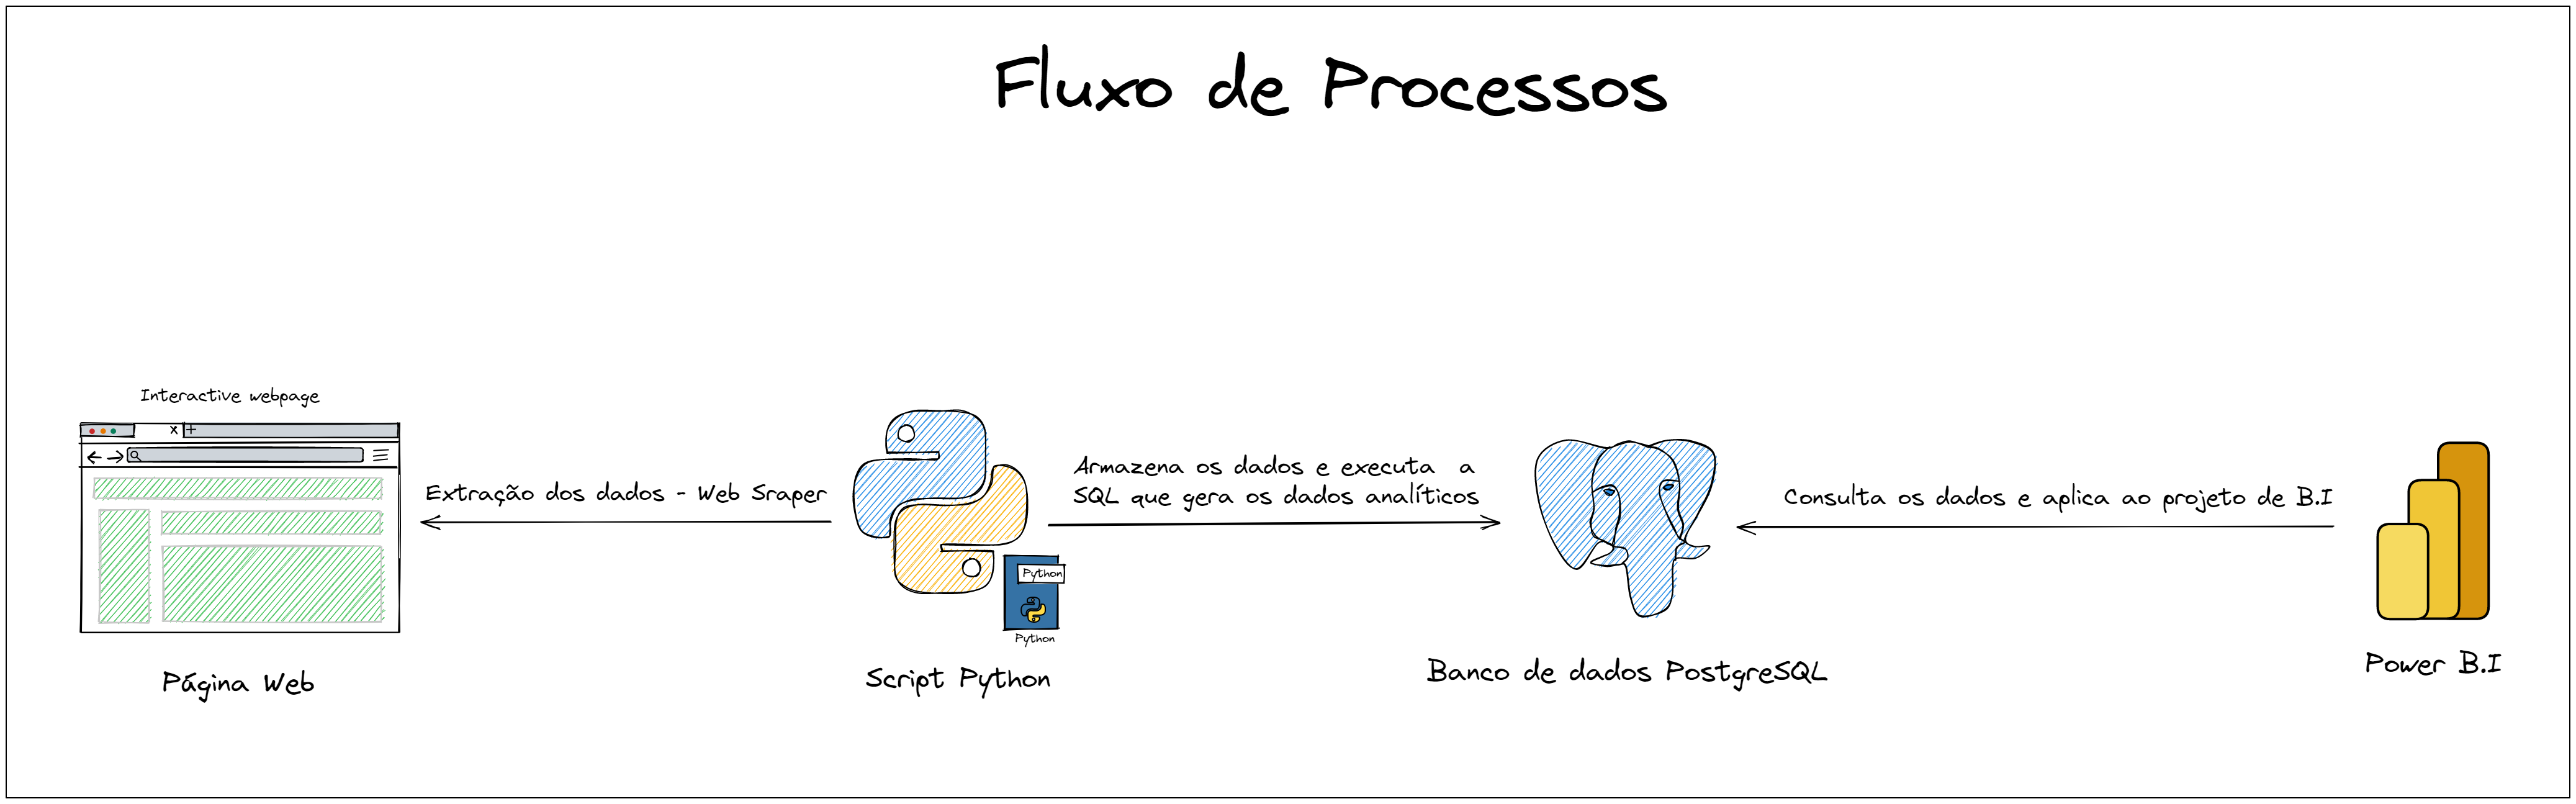 Fluxo de Processos
Interactive webpage
x +
Extração dos dados - Web Sraper
Armazena os dados e executa a
SQL que gera os dados analíticos
Consulta os dados e aplica ao projeto de B.I
Python
Python
Página Web
Script Python
Banco de dados PostgreSQL
Power B.I